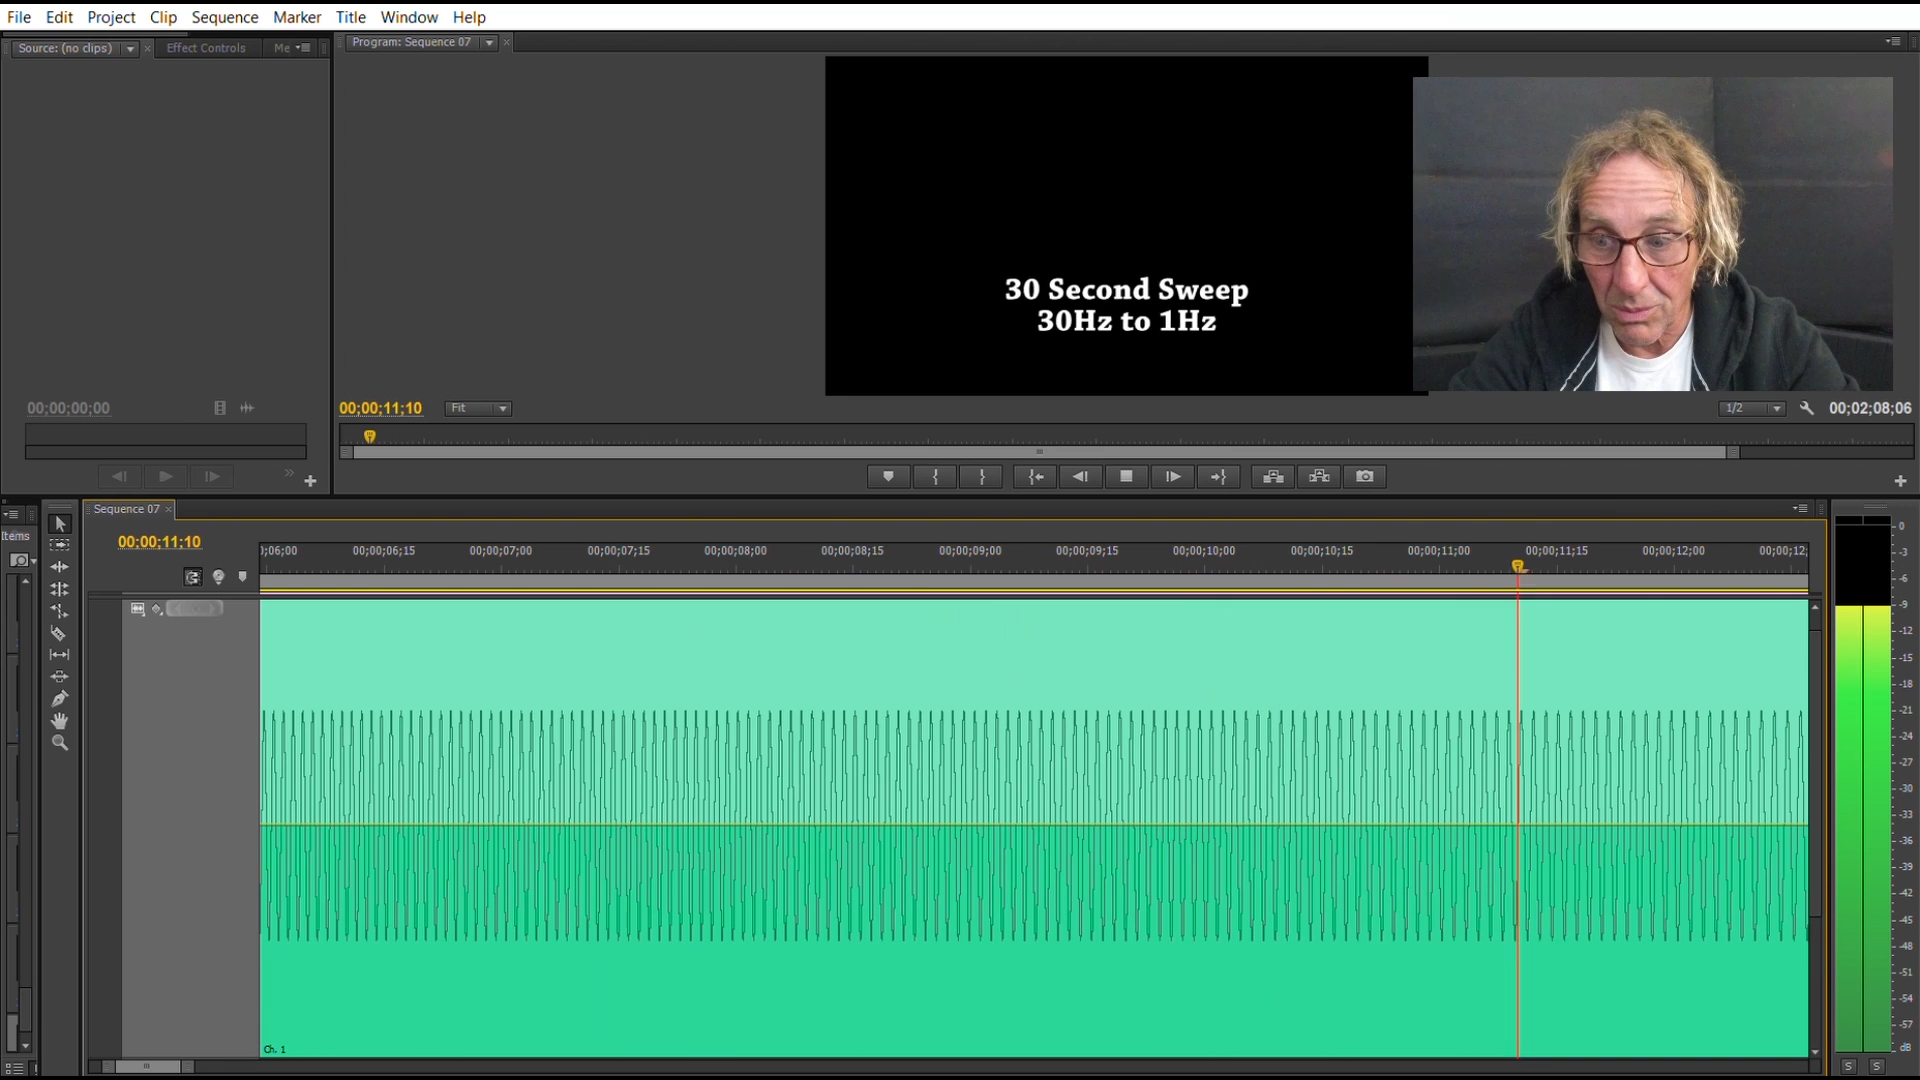 File Edit Project Clip Sequence Marker Title Window Help
Source: (no clips) Effect Controls Me
Program: Sequence 07
30 Second Sweep
30Hz to 1Hz
00;00;00;00
00;00;11;10 Fit 1/2 00;02;08;06
Sequence 07
Items
00;00;11;10
);06;00 00;00;06;15 00;00;07;00 00;00;07;15 00;00;08;00 00;00;08;15 00;00;09;00 00;00;09;15 00;00;10;00 00;00;10;15 00;00;11;00 00;00;11;15 00;00;12;00 00;00;12;
0
-3
-6
-9
-12
-15
-18
-21
-24
-27
-30
-33
-36
-39
-42
-45
-48
-51
-54
-57
dB
Ch. 1
S S